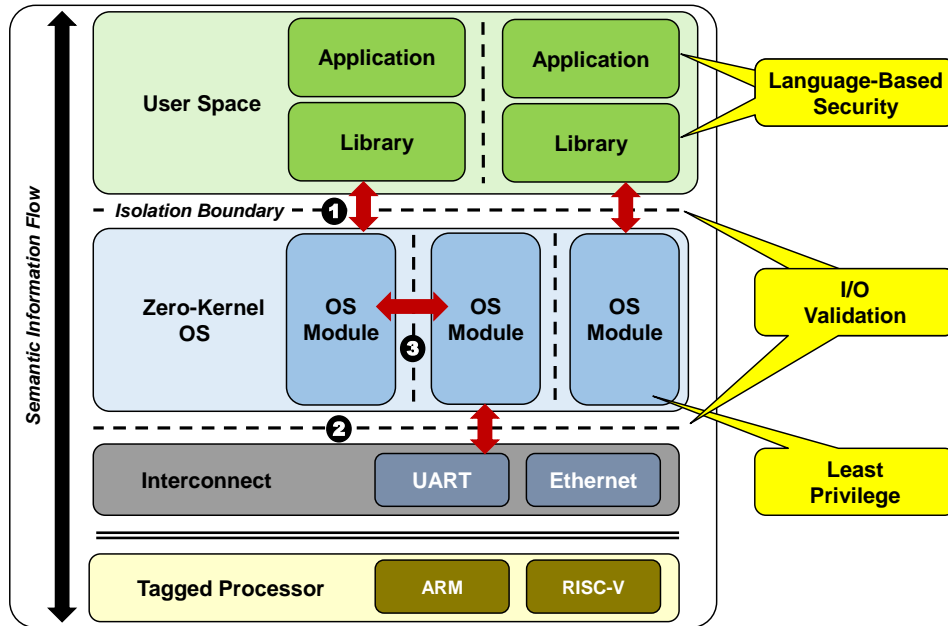 Semantic Information Flow
User Space
Application
Library
Application
Library
Language-Based
Security
Isolation Boundary
1
Zero-Kernel
OS
OS
Module
3
OS
Module
OS
Module
I/O
Validation
2
Interconnect
UART
Ethernet
Least
Privilege
Tagged Processor
ARM
RISC-V